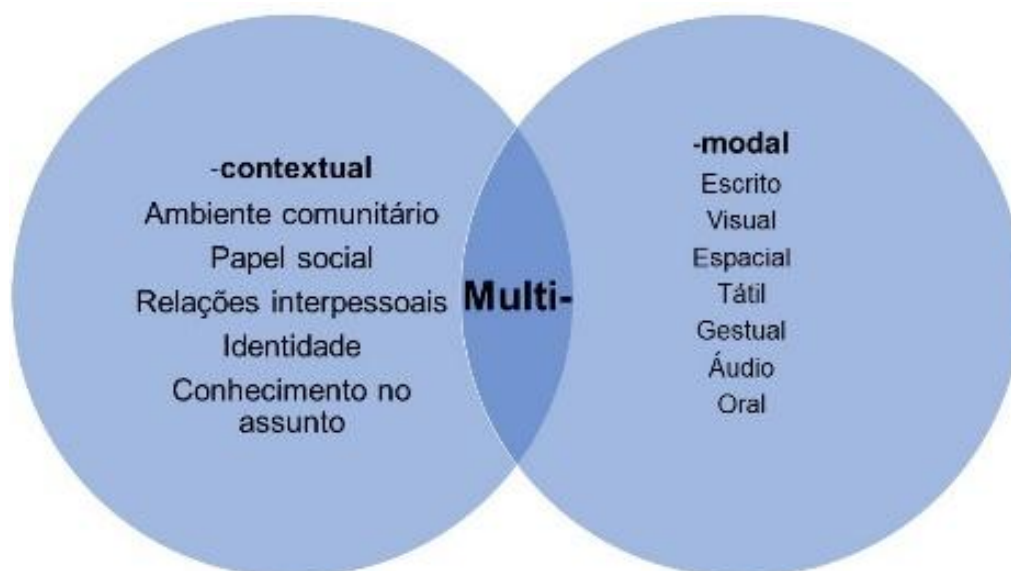 -contextual
Ambiente comunitário
Papel social
Relações interpessoais
Identidade
Conhecimento no
assunto
Multi-
-modal
Escrito
Visual
Espacial
Tátil
Gestual
Áudio
Oral